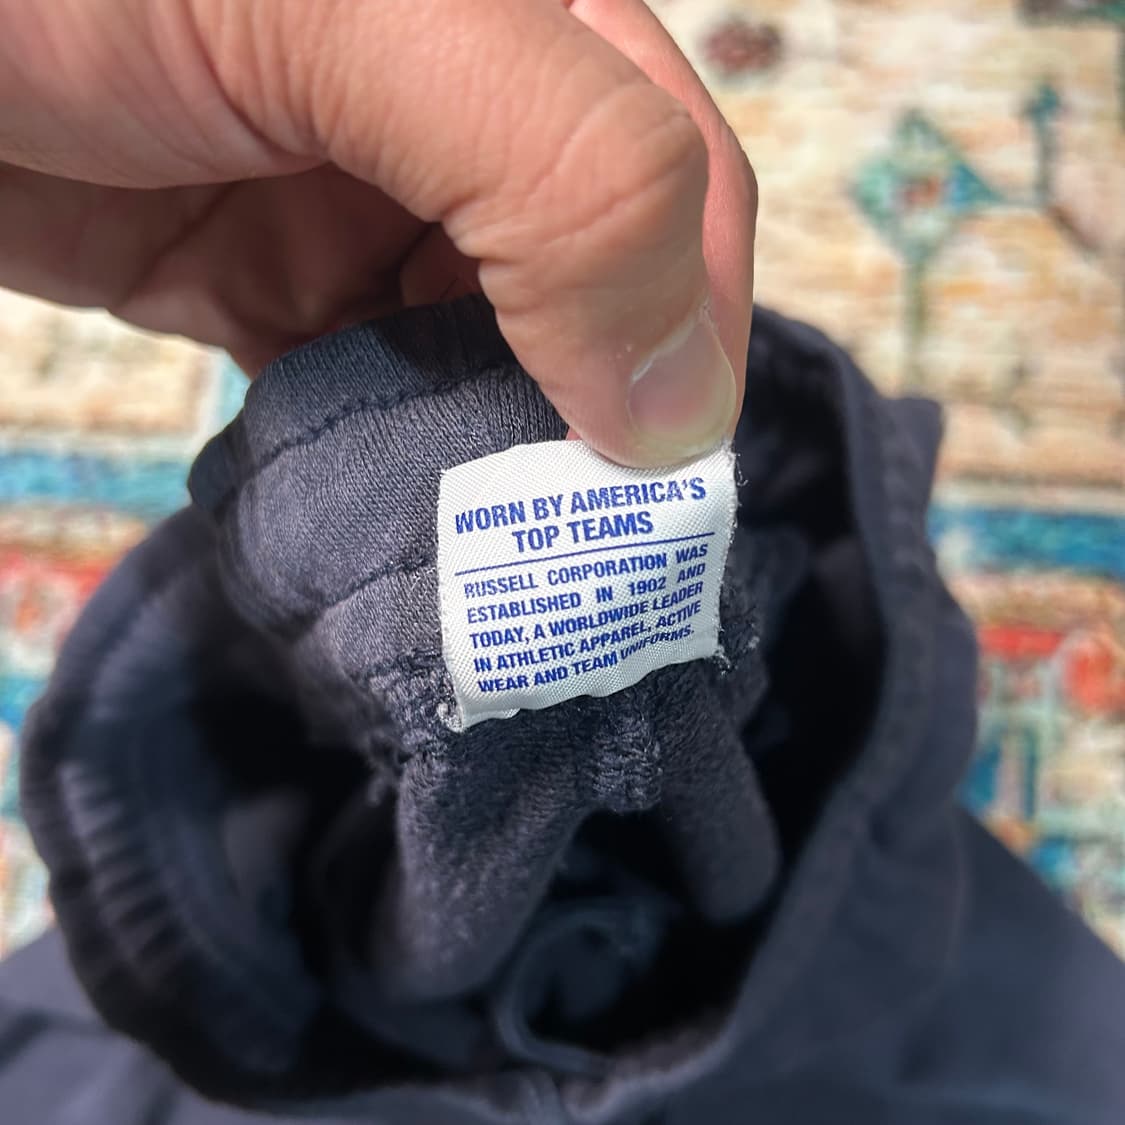 WORN BY AMERICA'S
TOP TEAMS
RUSSELL CORPORATION WAS
ESTABLISHED IN 1902 AND
TODAY, A WORLDWIDE LEADER
IN ATHLETIC APPAREL, ACTIVE
WEAR AND TEAM UNIFORMS.